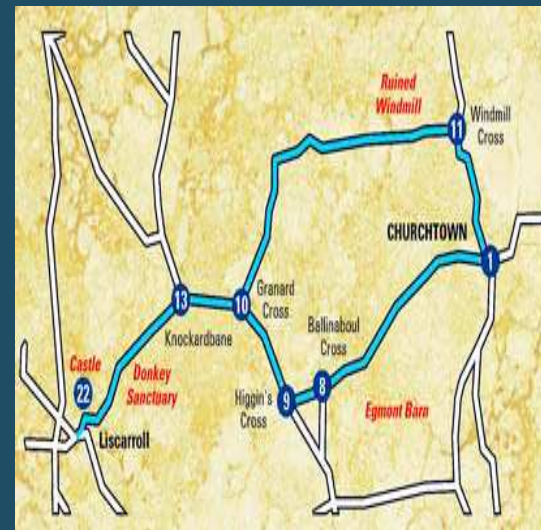 Ruined
Windmill
11
Windmill
Cross
CHURCHTOWN
1
13
10
Granard
Cross
Knockardbane
Ballinaboul
Cross
Castle
22
Donkey
Sanctuary
Higgin's
Cross
9
8
Egmont Barn
Liscarroll